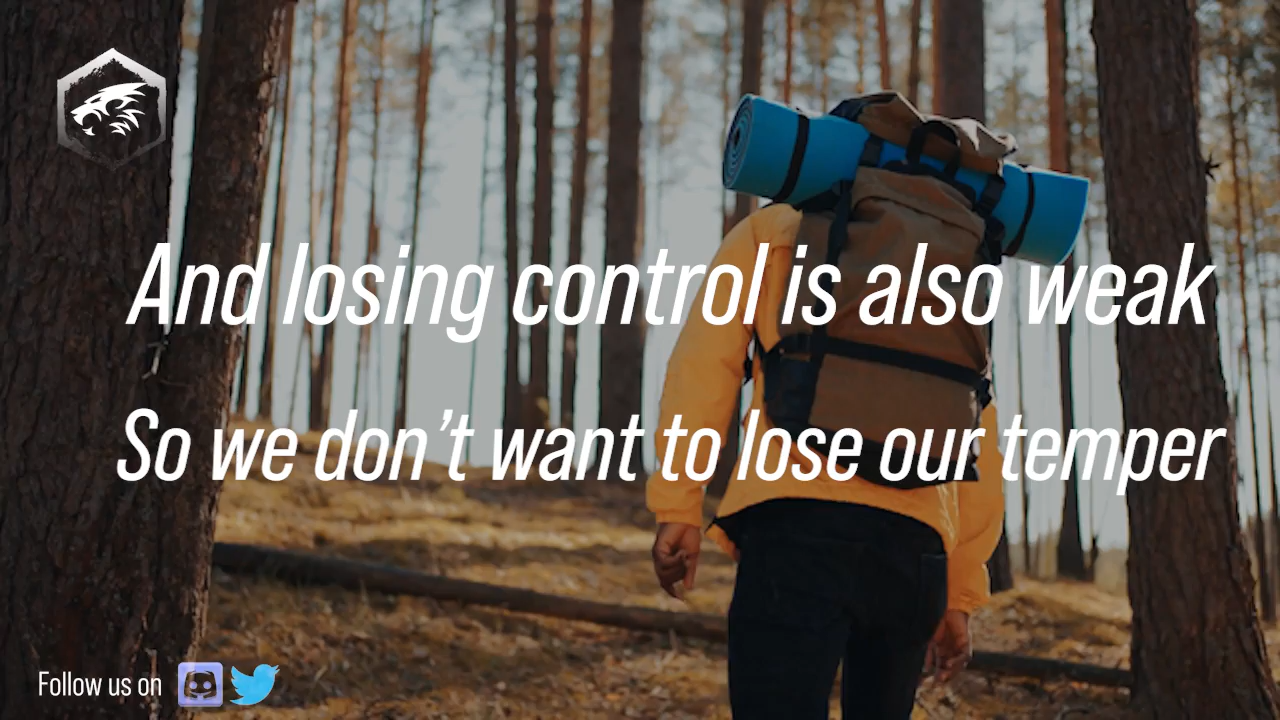 And losing control is also weak
So we don't want to lose our temper
Follow us on